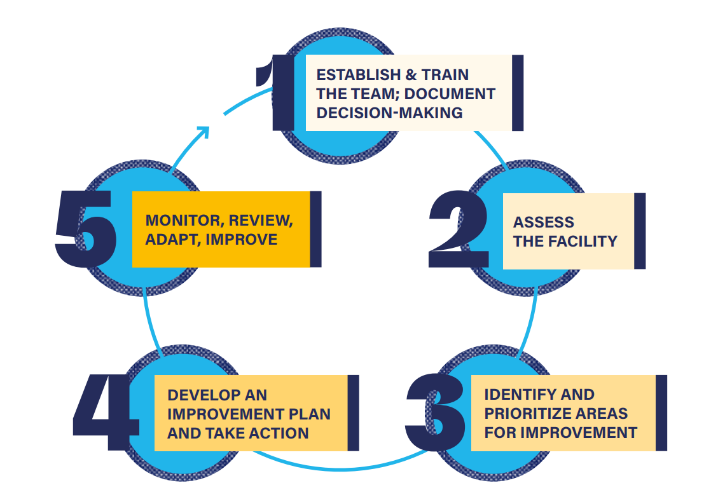 1
ESTABLISH & TRAIN
THE TEAM; DOCUMENT
DECISION-MAKING
2
ASSESS
THE FACILITY
3
IDENTIFY AND
PRIORITIZE AREAS
FOR IMPROVEMENT
4
DEVELOP AN
IMPROVEMENT PLAN
AND TAKE ACTION
5
MONITOR, REVIEW,
ADAPT, IMPROVE